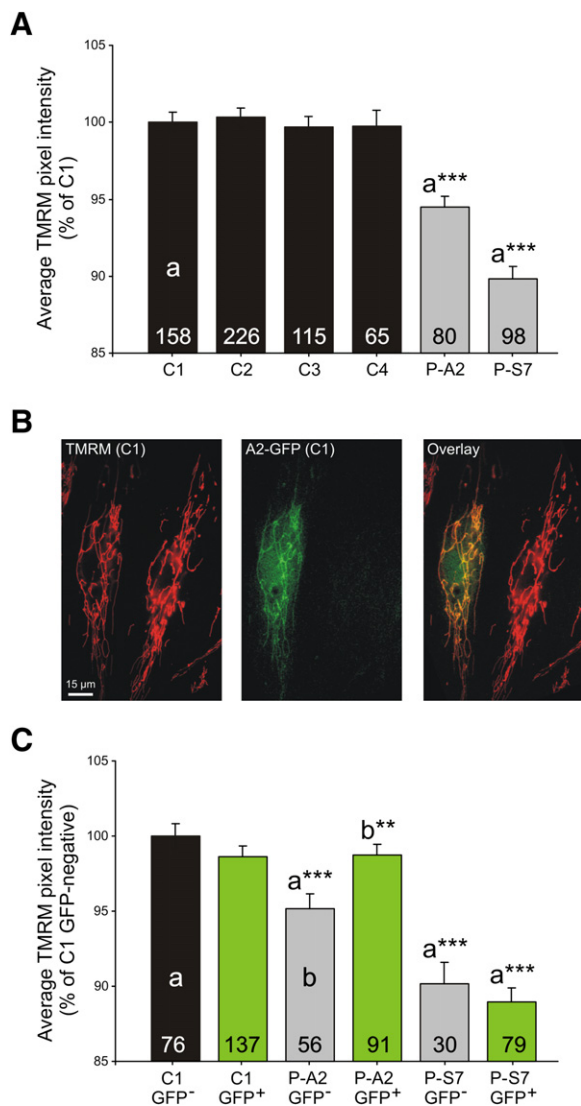 A
Average TMRM pixel intensity
(% of C1)
105
100
95
90
85
a
a***
a***
158
226
115
65
80
98
C1
C2
C3
C4
P-A2
P-S7
B
TMRM (C1)
A2-GFP (C1)
Overlay
15 µm
C
Average TMRM pixel intensity
(% of C1 GFP-negative)
105
100
95
90
85
a
a***
b
b**
a***
a***
76
137
56
91
30
79
C1
GFP⁻
C1
GFP⁺
P-A2
GFP⁻
P-A2
GFP⁺
P-S7
GFP⁻
P-S7
GFP⁺